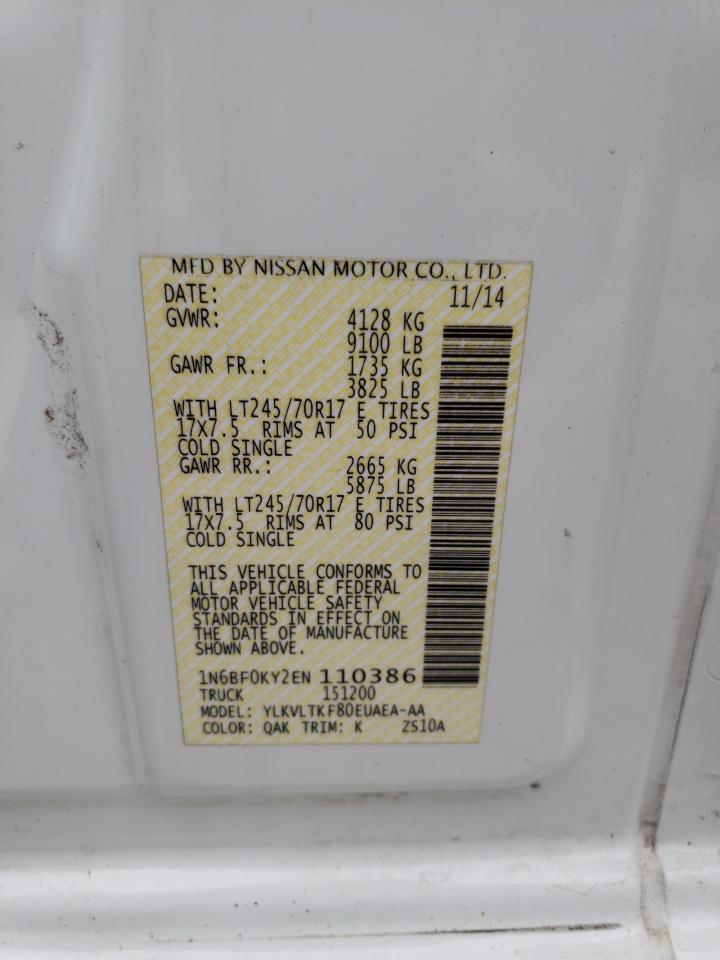 MFD BY NISSAN MOTOR CO., LTD.
DATE: 11/14
GVWR: 4128 KG
9100 LB
GAWR FR.: 1735 KG
3825 LB
WITH LT245/70R17 E TIRES
17X7.5 RIMS AT 50 PSI
COLD SINGLE
GAWR RR.: 2665 KG
5875 LB
WITH LT245/70R17 E TIRES
17X7.5 RIMS AT 80 PSI
COLD SINGLE
THIS VEHICLE CONFORMS TO
ALL APPLICABLE FEDERAL
MOTOR VEHICLE SAFETY
STANDARDS IN EFFECT ON
THE DATE OF MANUFACTURE
SHOWN ABOVE.
1N6BF0KY2EN 110386
TRUCK 151200
MODEL: YLKVLTKF80EUAEA-AA
COLOR: QAK TRIM: K ZS10A